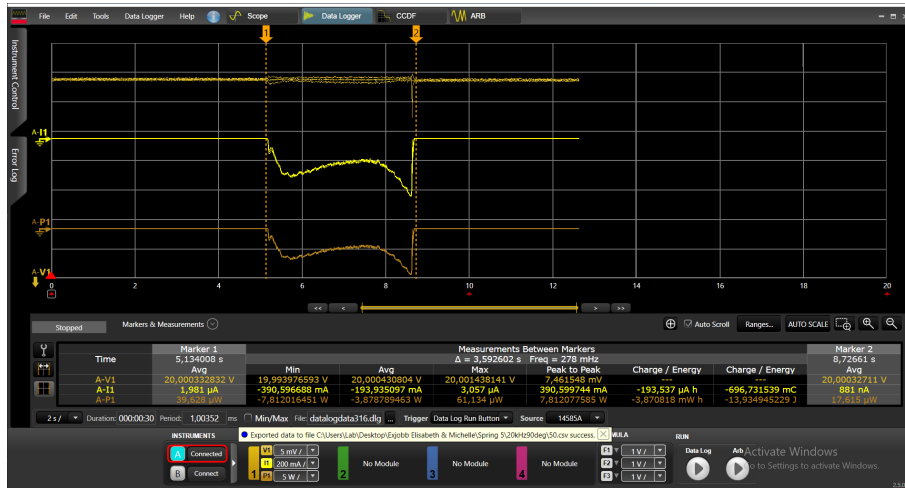 File Edit Tools Data Logger Help Scope Data Logger CCDF ARB
Instrument Control
Error Log
1 2
A-I1
A-P1
A-V1
0 2 4 6 8 10 12 14 16 18 20
<< < > >>
Stopped Markers & Measurements Auto Scroll Ranges... AUTO SCALE
Marker 1 Measurements Between Markers Marker 2
Time 5,134008 s Δ = 3,592602 s Freq = 278 mHz 8,72661 s
Avg Min Avg Max Peak to Peak Charge / Energy Charge / Energy Avg
A-V1 20,000332832 V 19,993976593 V 20,000430804 V 20,001438141 V 7,461548 mV --- --- 20,00032711 V
A-I1 1,981 µA -390,596688 mA -193,935097 mA 3,057 µA 390,599744 mA -193,537 µA h -696,731539 mC 881 nA
A-P1 39,628 µW -7,812016451 W -3,878789463 W 61,134 µW 7,812077585 W -3,870818 mW h -13,934945229 J 17,615 µW
2 s / Duration: 000:00:30 Period: 1,00352 ms Min/Max File: datalogdata316.dlg ... Trigger Data Log Run Button Source 14585A
INSTRUMENTS Exported data to file C:\Users\Lab\Desktop\Exjobb Elisabeth & Michelle\Spring 5\20kHz90deg\50.csv success. MULA RUN
A Connected V1 5 mV / F1 1 V / Data Log Arb Activate Windows
B Connect 1 I1 200 mA / 2 No Module 3 No Module 4 No Module F2 1 V / o to Settings to activate Windows.
P1 5 W / F3 1 V /
2.5.0